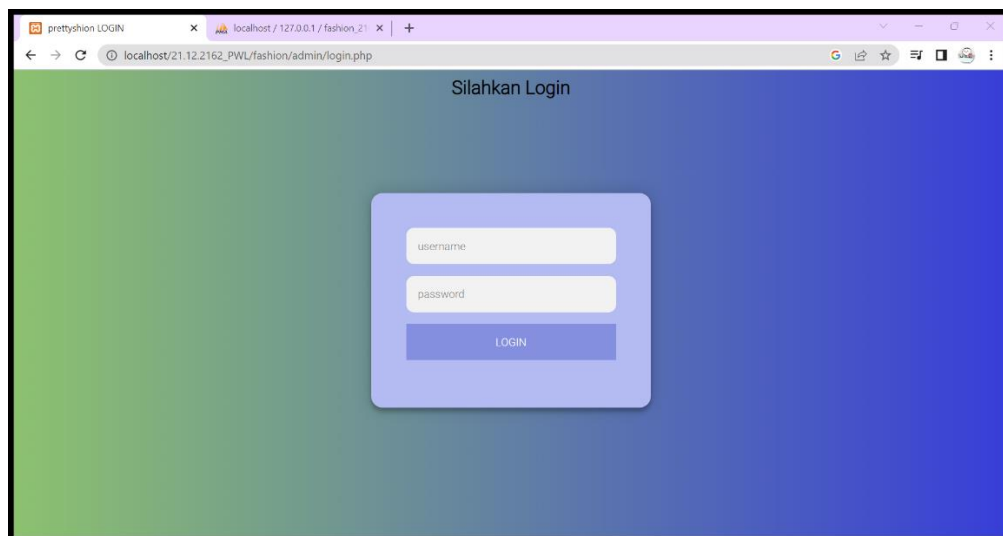 prettyshion LOGIN
localhost / 127.0.0.1 / fashion_21
localhost/21.12.2162_PWL/fashion/admin/login.php
Silahkan Login
username
password
LOGIN